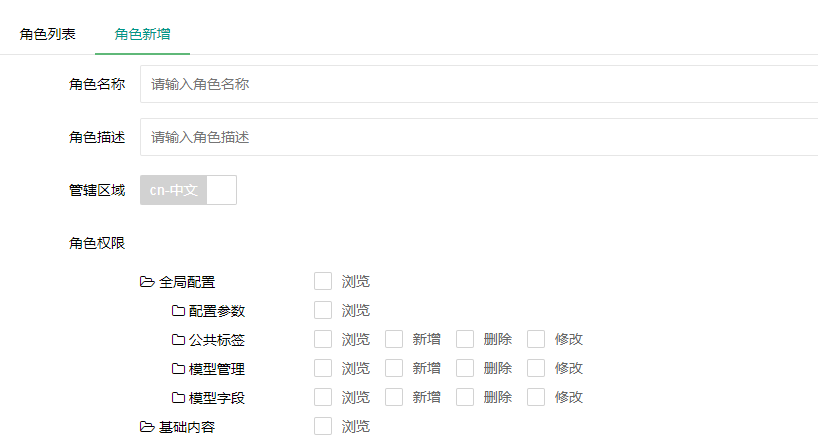 角色列表 角色新增
角色名称 请输入角色名称
角色描述 请输入角色描述
管辖区域 cn-中文
角色权限
全局配置 浏览
配置参数 浏览
公共标签 浏览 新增 删除 修改
模型管理 浏览 新增 删除 修改
模型字段 浏览 新增 删除 修改
基础内容 浏览